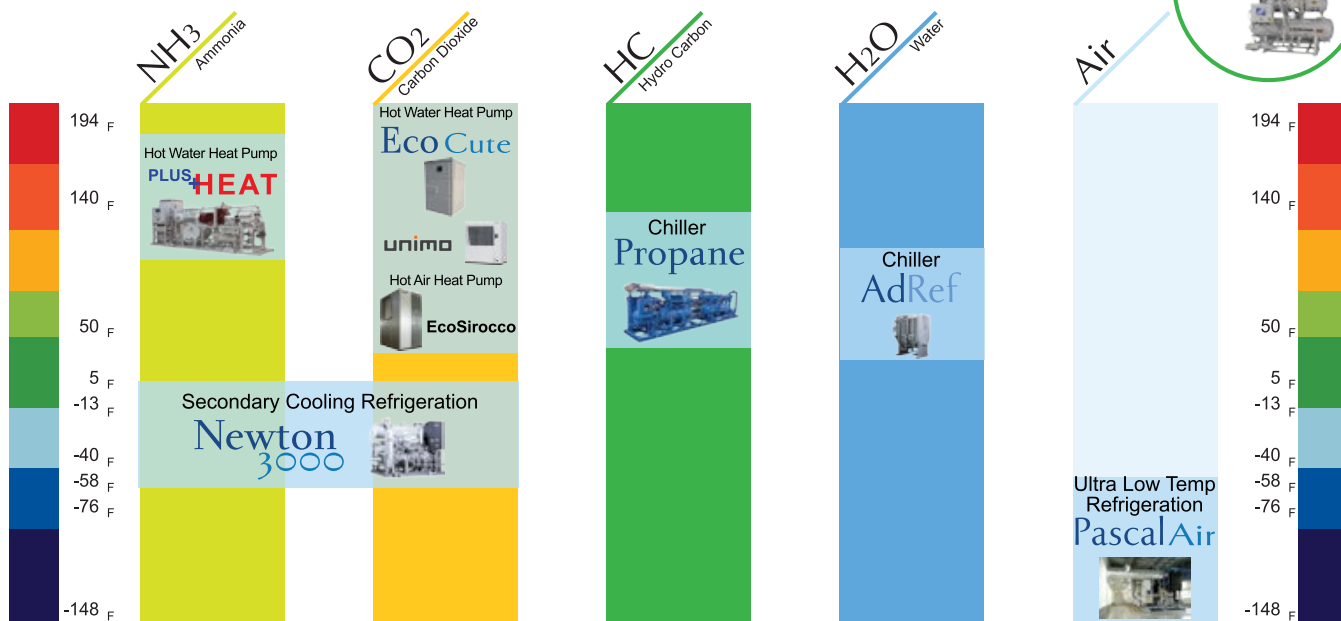 NH3
Ammonia
CO2
Carbon Dioxide
HC
Hydro Carbon
H2O
Water
Air
194 F
140 F
50 F
5 F
-13 F
-40 F
-58 F
-76 F
-148 F
Hot Water Heat Pump
PLUS+HEAT
Hot Water Heat Pump
Eco Cute
unimo
Hot Air Heat Pump
EcoSirocco
Secondary Cooling Refrigeration
Newton
3000
Chiller
Propane
Chiller
AdRef
Ultra Low Temp
Refrigeration
PascalAir
194 F
140 F
50 F
5 F
-13 F
-40 F
-58 F
-76 F
-148 F